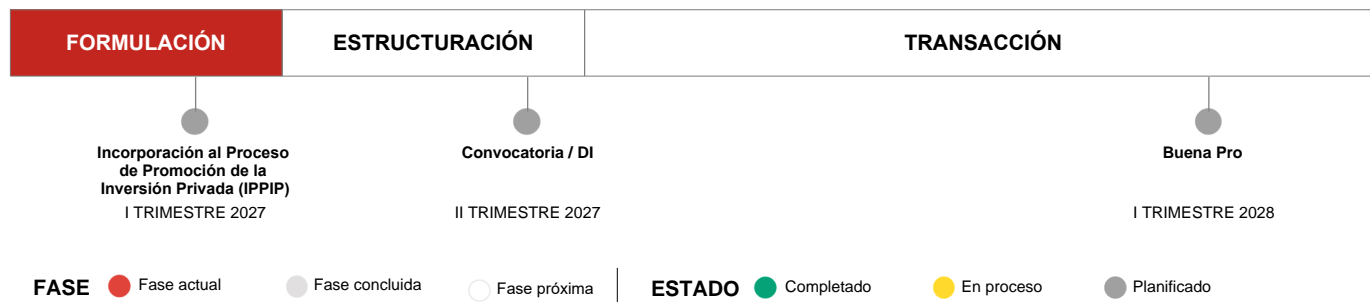 FORMULACIÓN
ESTRUCTURACIÓN
TRANSACCIÓN
Incorporación al Proceso
de Promoción de la
Inversión Privada (IPPIP)
I TRIMESTRE 2027
Convocatoria / DI
II TRIMESTRE 2027
Buena Pro
I TRIMESTRE 2028
FASE
Fase actual
Fase concluida
Fase próxima
ESTADO
Completado
En proceso
Planificado